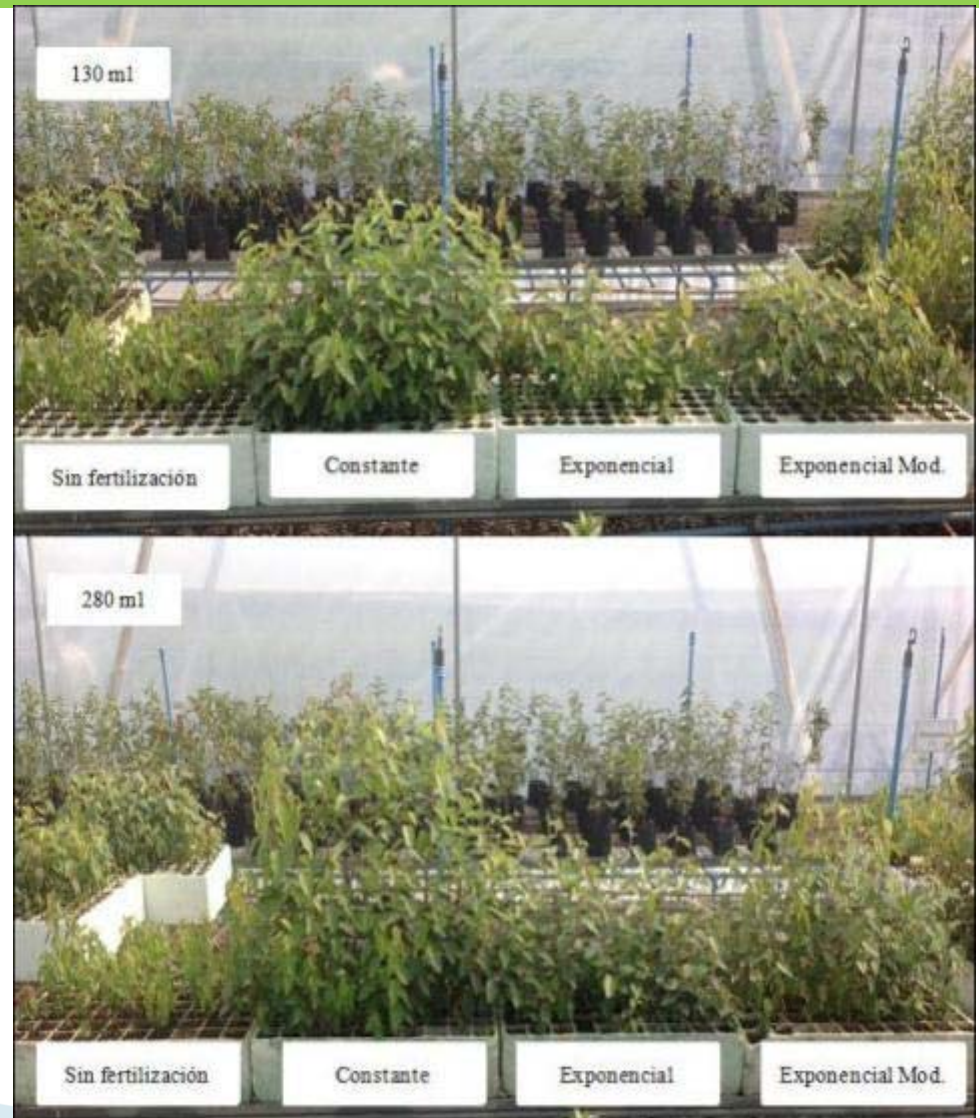 130 ml
Sin fertilización
Constante
Exponencial
Exponencial Mod.
280 ml
Sin fertilización
Constante
Exponencial
Exponencial Mod.